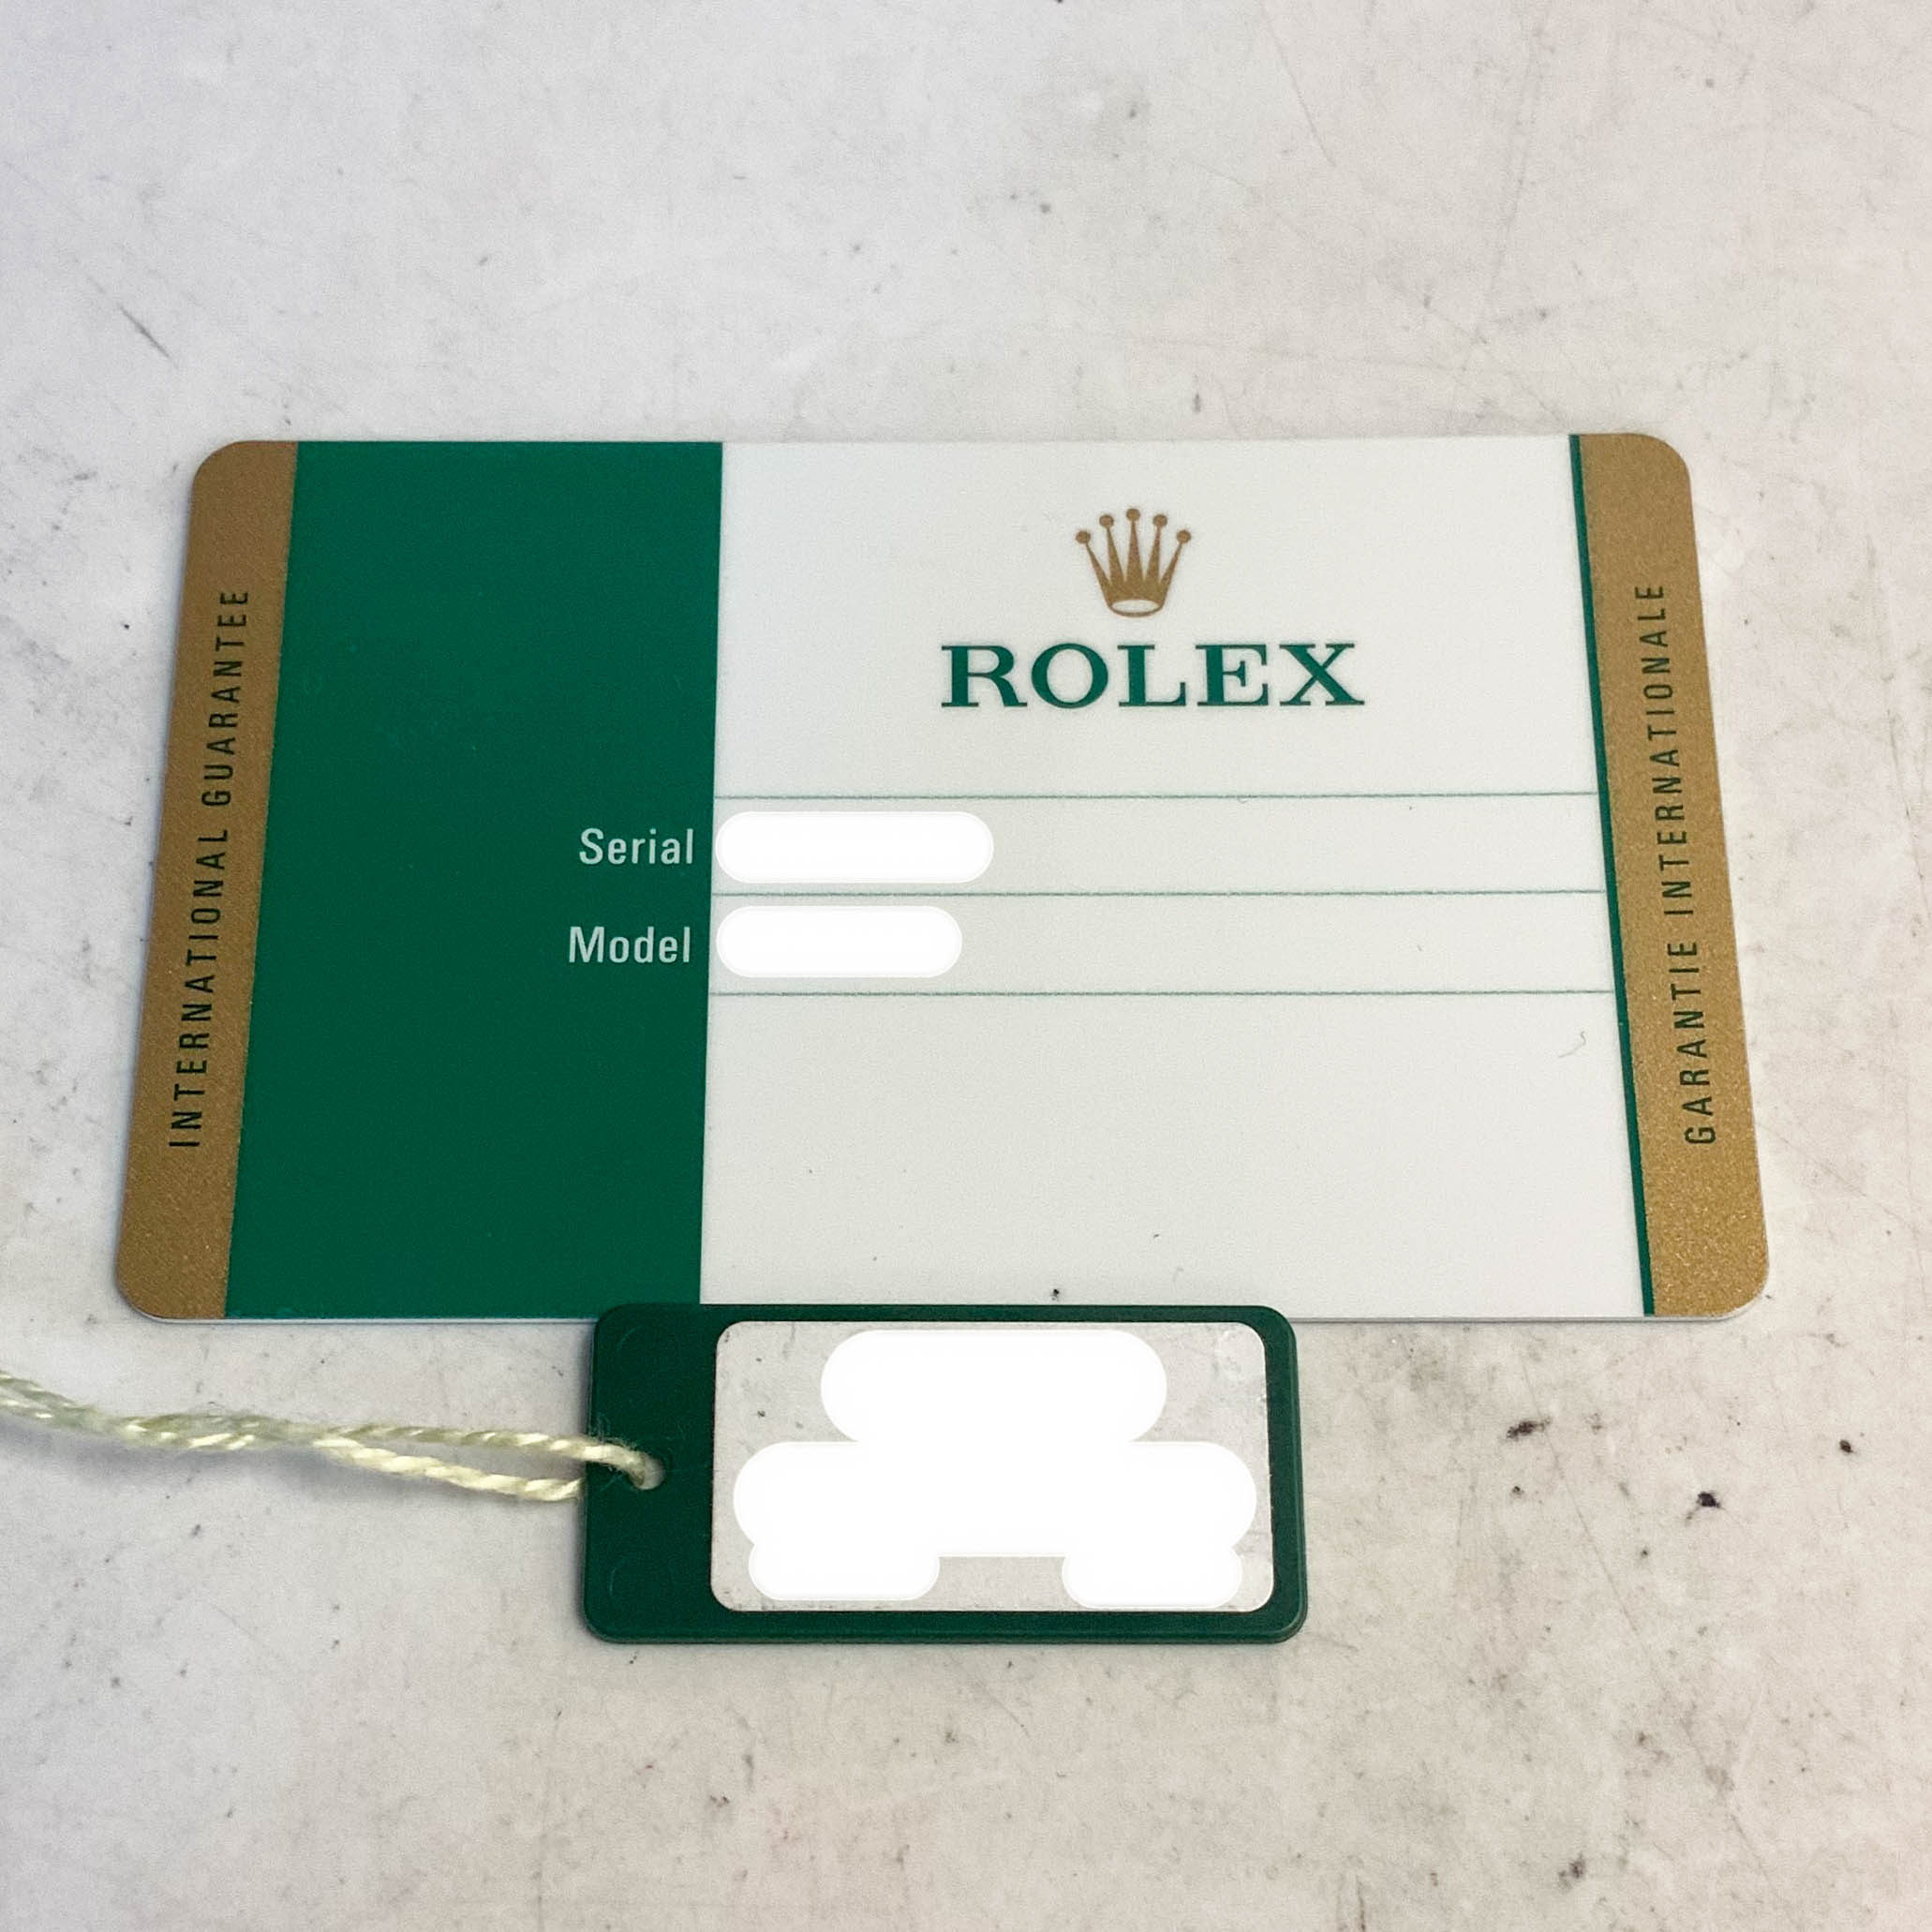 INTERNATIONAL GUARANTEE
ROLEX
Serial
Model
GARANTIE INTERNATIONALE